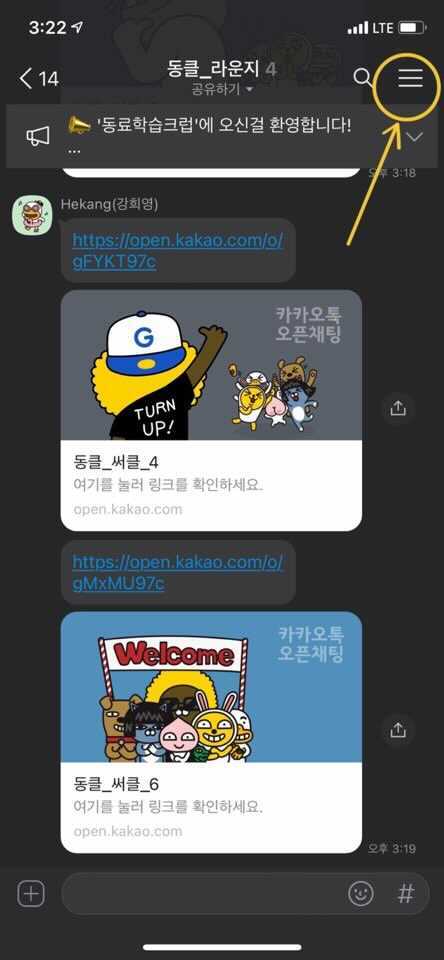 3:22
LTE
14
동클_라운지 4
공유하기
'동료학습크럽'에 오신걸 환영합니다!
...
오후 3:18
Hekang(강희영)
https://open.kakao.com/o/
gFYKT97c
카카오톡
오픈채팅
G
TURN
UP!
동클_써클_4
여기를 눌러 링크를 확인하세요.
open.kakao.com
https://open.kakao.com/o/
gMxMU97c
카카오톡
오픈채팅
Welcome
동클_써클_6
여기를 눌러 링크를 확인하세요.
open.kakao.com
오후 3:19
#